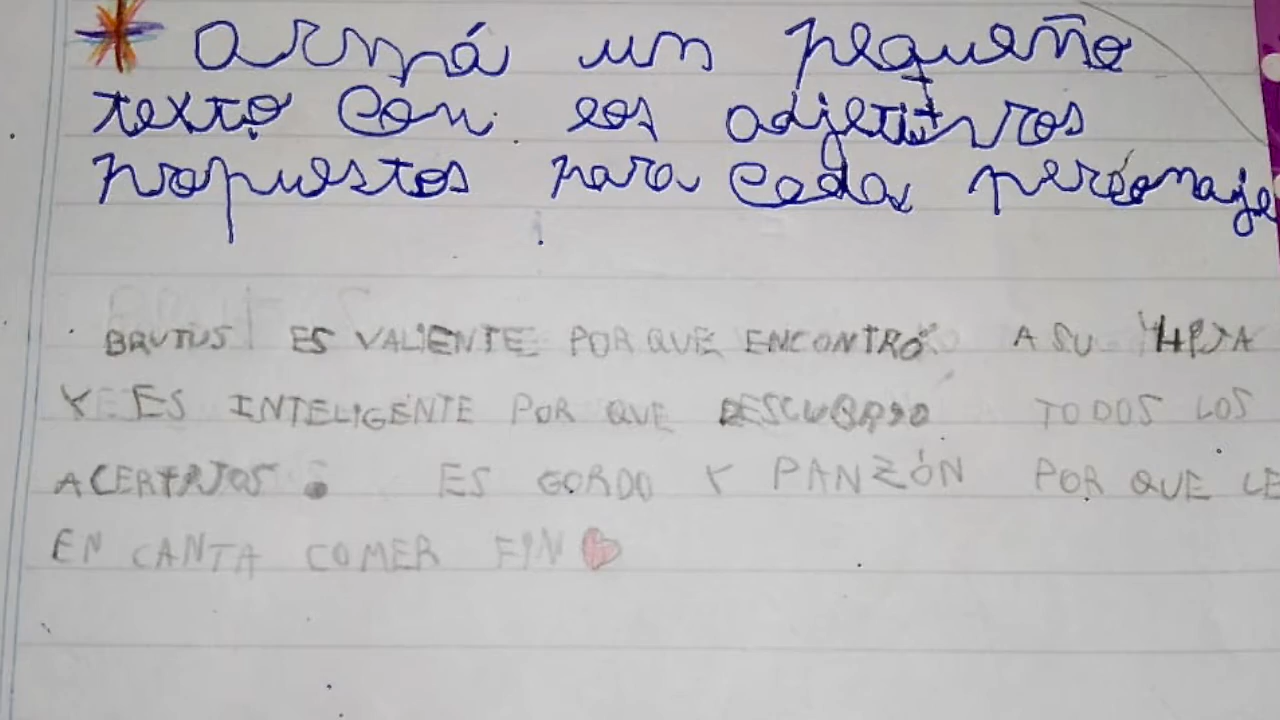 armá un pequeño
texto con los adjetivos
propuestos para cada personaje
BRUTUS ES VALIENTE POR QUE ENCONTRÓ A SU HIJA
Y ES INTELIGENTE POR QUE DESCUBRIO TODOS LOS
ACERTIJOS. ES GORDO Y PANZÓN POR QUE LE
EN CANTA COMER FIN